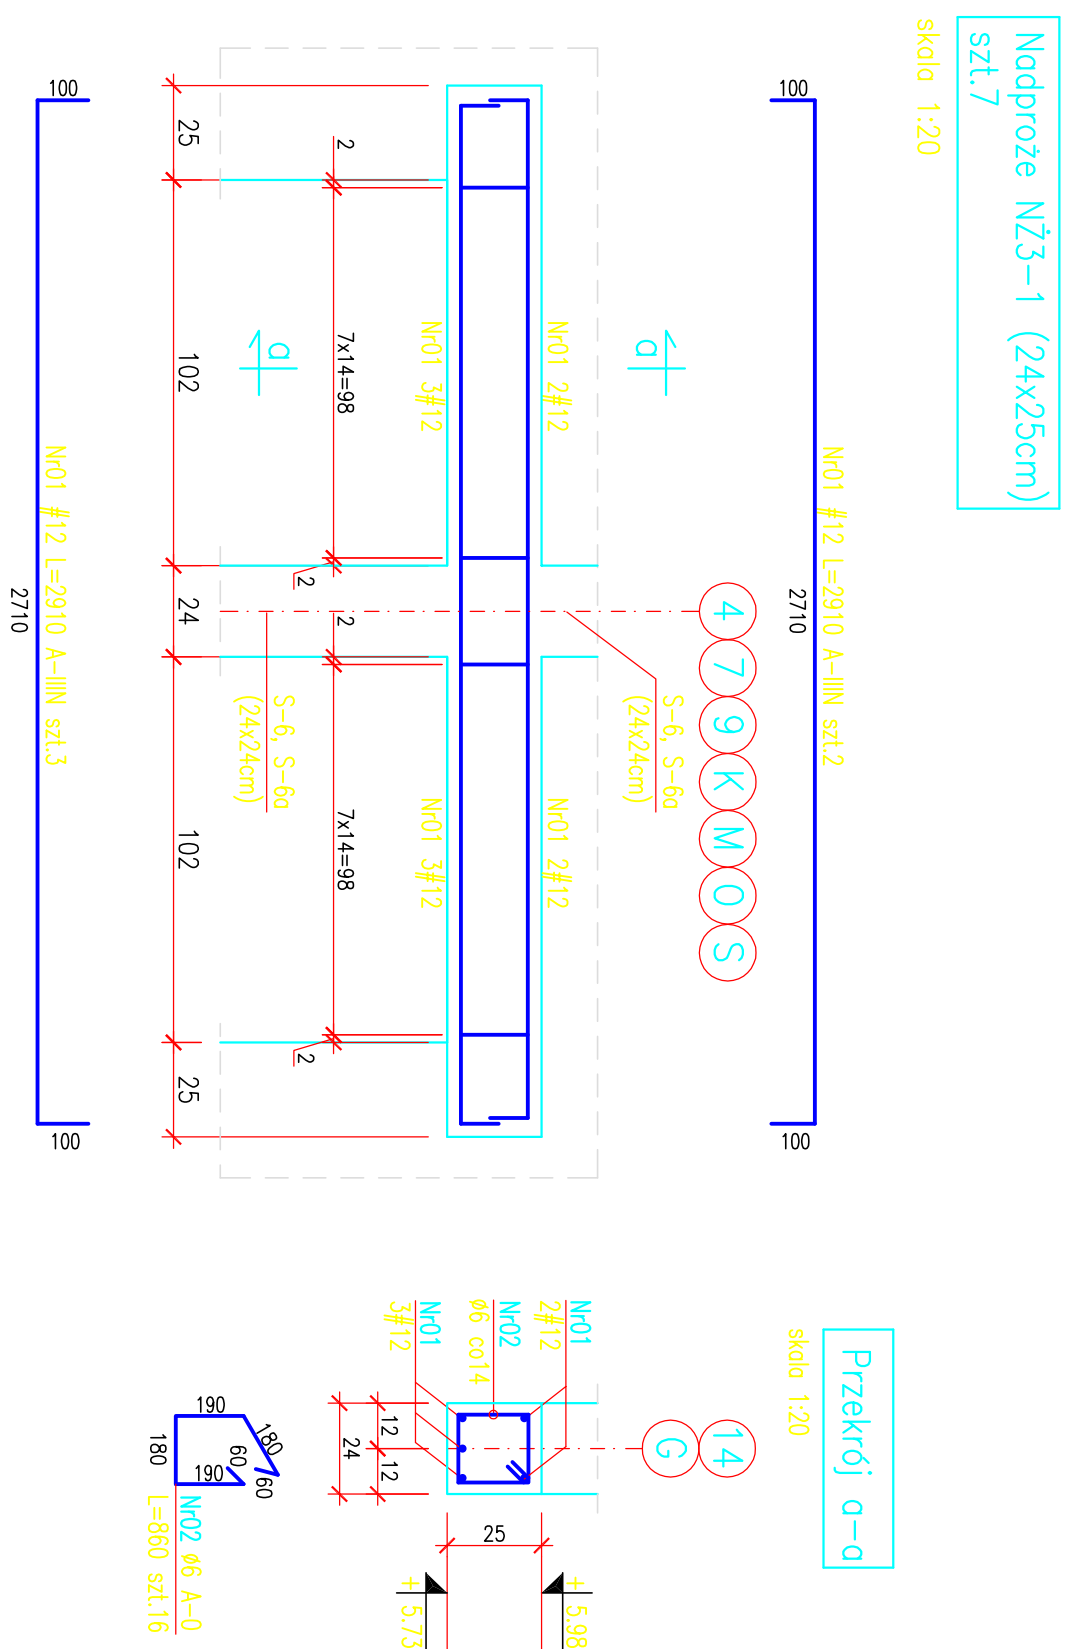 Nadproże NŻ3-1 (24x25cm)
szt.7
skala 1:20
100
2710
100
Nr01 #12 L=2910 A-IIIN szt.2
4
7
9
K
M
O
S
a
S-6, S-6a
(24x24cm)
Nr01 2#12
Nr01 2#12
Nr01 3#12
Nr01 3#12
2
7x14=98
2
2
7x14=98
2
a
S-6, S-6a
(24x24cm)
25
102
24
102
25
100
Nr01 #12 L=2910 A-IIIN szt.3
2710
100
Przekrój a-a
skala 1:20
14
G
Nr01
2#12
Nr02
ø6 co14
Nr01
3#12
12
12
24
25
+ 5.98
+ 5.73
190
180
60
60
190
180
Nr02 ø6 A-0
L=860 szt.16